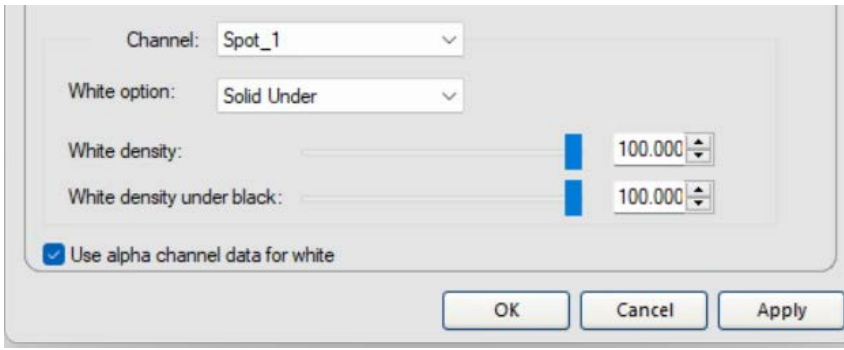 Channel: Spot_1
White option: Solid Under
White density: 100.000
White density under black: 100.000
Use alpha channel data for white
OK Cancel Apply